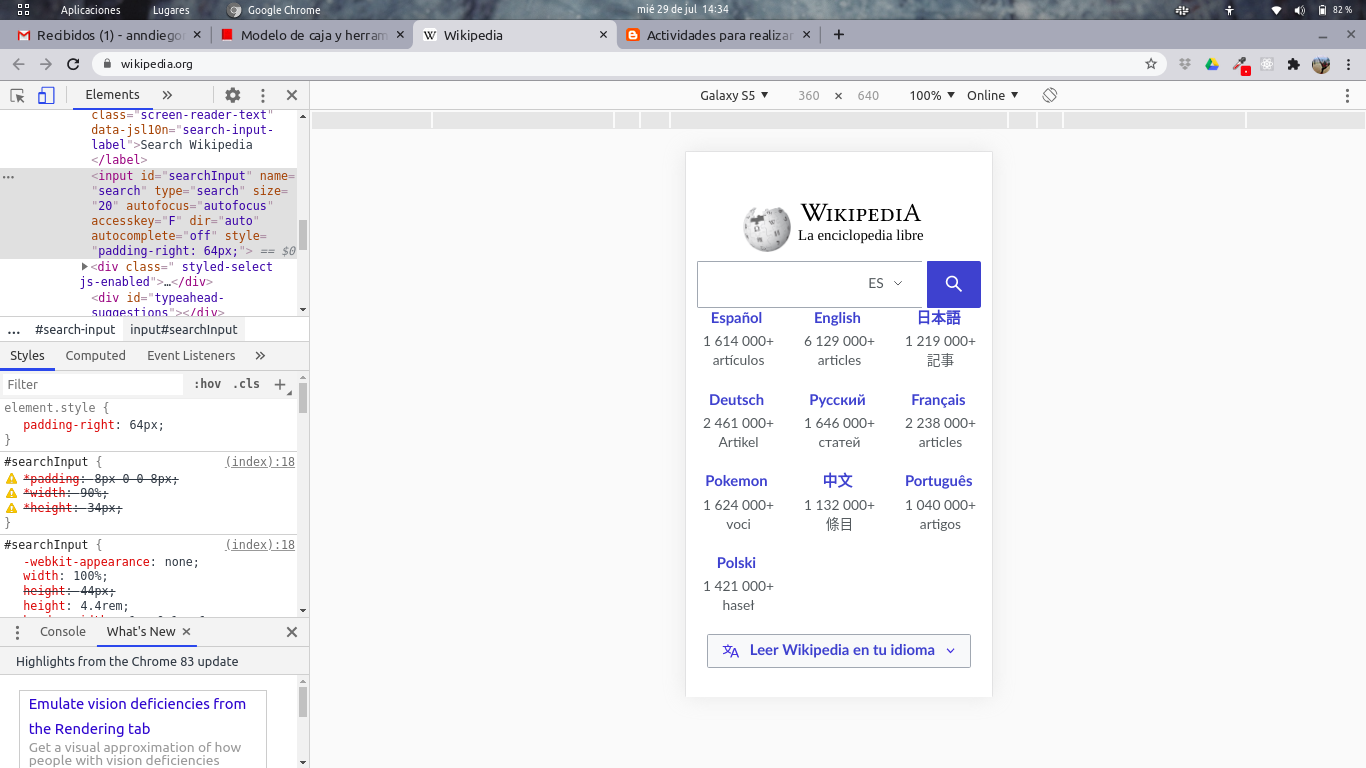 Aplicaciones Lugares Google Chrome mié 29 de jul 14:34 82 %
Recibidos (1) - anndiegor Modelo de caja y herram Wikipedia Actividades para realizar
wikipedia.org
Elements
Galaxy S5 360 × 640 100% Online
class="screen-reader-text"
data-jsl10n="search-input-
label">Search Wikipedia
</label>
<input id="searchInput" name=
"search" type="search" size=
"20" autofocus="autofocus"
accesskey="F" dir="auto"
autocomplete="off" style=
"padding-right: 64px;"> == $0
<div class=" styled-select
js-enabled">…</div>
<div id="typeahead-
suggestions"></div>
... #search-input input#searchInput
Styles Computed Event Listeners
Filter :hov .cls
element.style {
padding-right: 64px;
}
#searchInput { (index):18
*padding: 8px 0 0 8px;
*width: 90%;
*height: 34px;
}
#searchInput { (index):18
-webkit-appearance: none;
width: 100%;
height: 44px;
height: 4.4rem;
Console What's New
Highlights from the Chrome 83 update
Emulate vision deficiencies from
the Rendering tab
Get a visual approximation of how
people with vision deficiencies
WIKIPEDIA
La enciclopedia libre
ES
Español English 日本語
1 614 000+ 6 129 000+ 1 219 000+
artículos articles 記事
Deutsch Русский Français
2 461 000+ 1 646 000+ 2 238 000+
Artikel статей articles
Pokemon 中文 Português
1 624 000+ 1 132 000+ 1 040 000+
voci 條目 artigos
Polski
1 421 000+
haseł
Leer Wikipedia en tu idioma